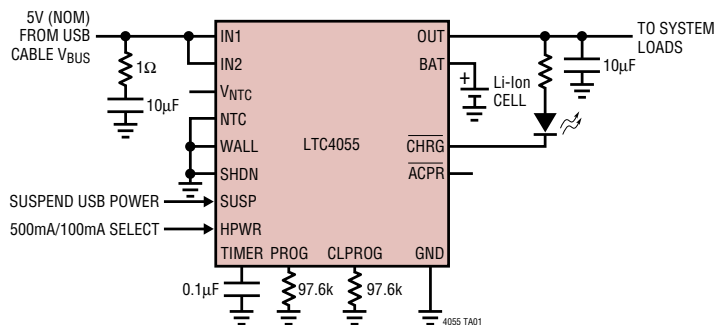 5V (NOM)
FROM USB
CABLE VBUS
1Ω
10µF
IN1
IN2
VNTC
NTC
WALL
SHDN
SUSP
HPWR
SUSPEND USB POWER
500mA/100mA SELECT
LTC4055
OUT
BAT
CHRG
ACPR
TO SYSTEM
LOADS
10µF
+
Li-Ion
CELL
TIMER PROG CLPROG GND
0.1µF
97.6k
97.6k
4055 TA01